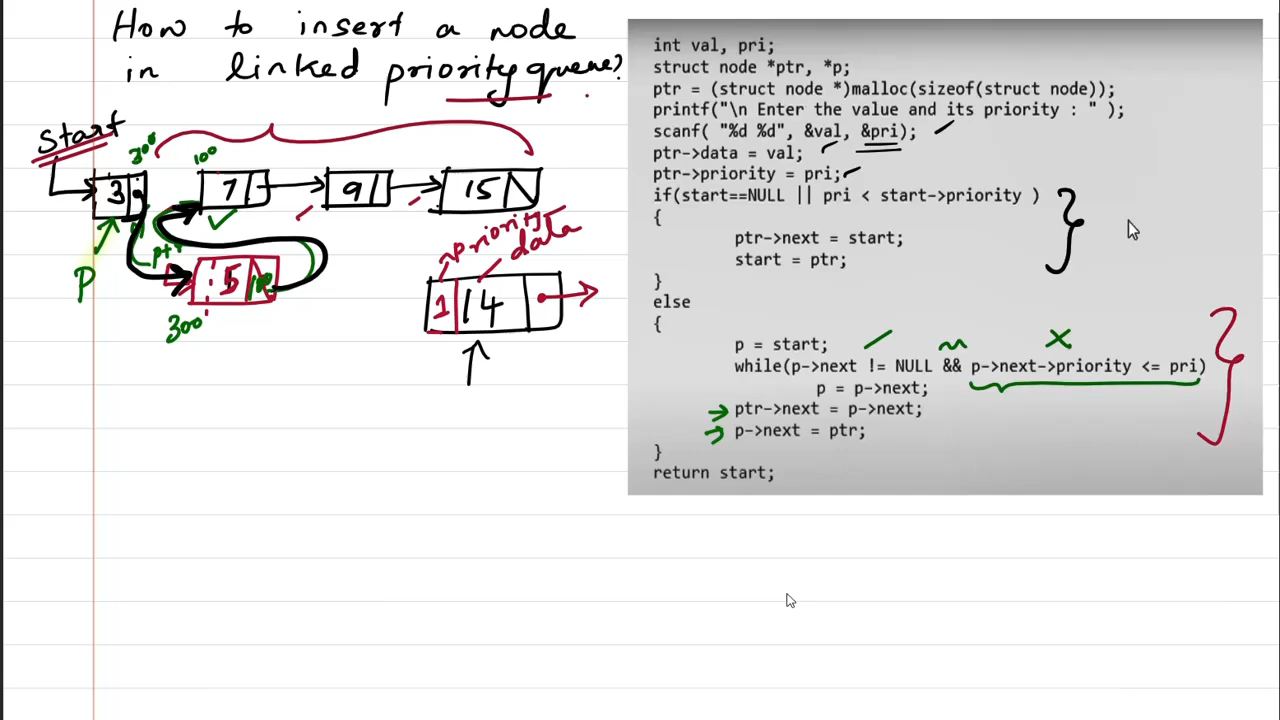 How to insert a node
in linked priority queue?
Start
300
100
3
7
9
15
P
ptr
5
100
300
priority
data
1
14
int val, pri;
struct node *ptr, *p;
ptr = (struct node *)malloc(sizeof(struct node));
printf("\n Enter the value and its priority : " );
scanf( "%d %d", &val, &pri);
ptr->data = val;
ptr->priority = pri;
if(start==NULL || pri < start->priority )
{
ptr->next = start;
start = ptr;
}
else
{
p = start;
while(p->next != NULL && p->next->priority <= pri)
p = p->next;
ptr->next = p->next;
p->next = ptr;
}
return start;